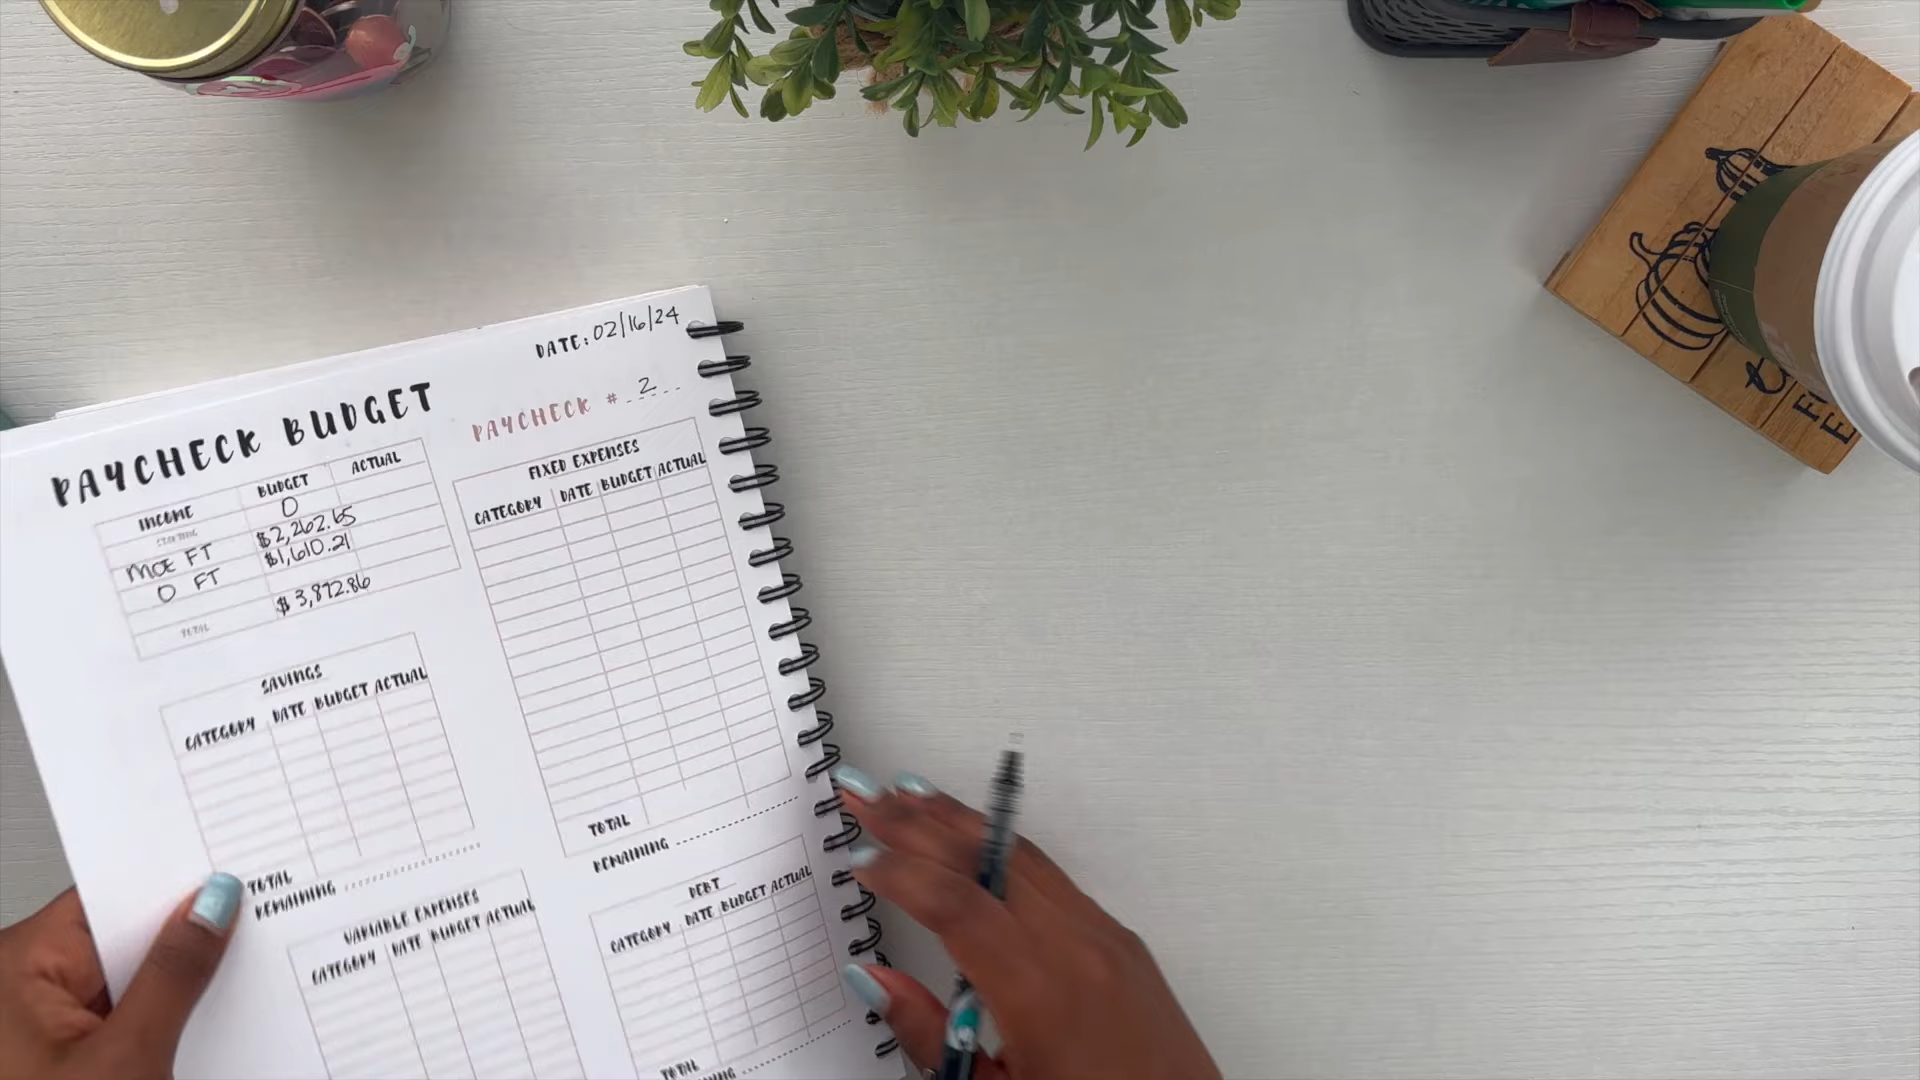 DATE: 02/16/24
PAYCHECK BUDGET
PAYCHECK # 2
INCOME BUDGET ACTUAL
0
MOE FT $2,262.65
O FT $1,610.21
TOTAL $3,872.86
FIXED EXPENSES
CATEGORY DATE BUDGET ACTUAL
TOTAL
REMAINING
SAVINGS
CATEGORY DATE BUDGET ACTUAL
TOTAL
REMAINING
VARIABLE EXPENSES
CATEGORY DATE BUDGET ACTUAL
DEBT
CATEGORY DATE BUDGET ACTUAL
TOTAL